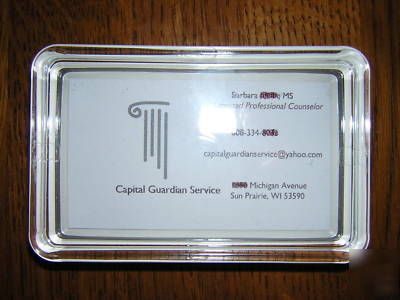 Barbara MS
Professional Counselor
608-334-
capitalguardianservice@yahoo.com
Capital Guardian Service
Michigan Avenue
Sun Prairie, WI 53590